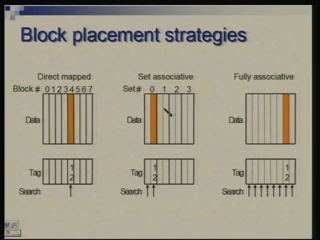 Block placement strategies
Direct mapped
Set associative
Fully associative
Block # 0 1 2 3 4 5 6 7
Set# 0 1 2 3
Data
Data
Data
Tag 1 2
Tag 1 2
Tag 1 2
Search
Search
Search